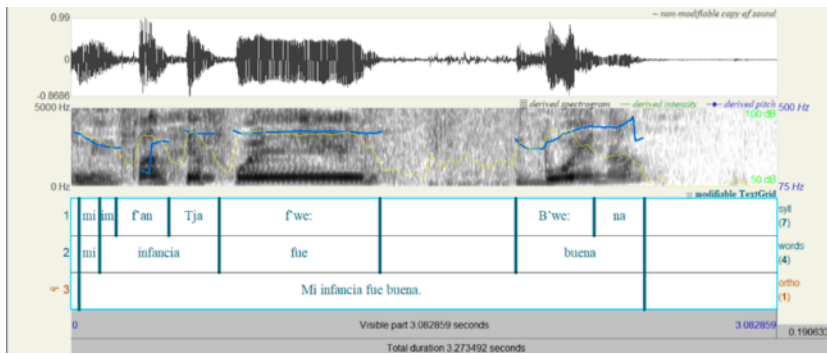 0.99
~ non-modifiable copy of sound
0
-0.8686
derived spectrogram derived intensity derived pitch
5000 Hz
100 dB
500 Hz
0 Hz
50 dB
75 Hz
modifiable TextGrid
1 mi im f'an Tja f'we: B'we: na syll (7)
2 mi infancia fue buena words (4)
3 Mi infancia fue buena. ortho (1)
0 Visible part 3.082859 seconds 3.082859 0.190633
Total duration 3.273492 seconds